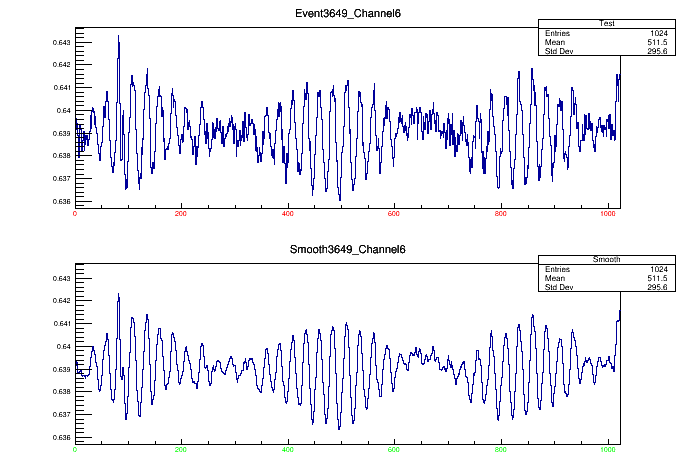 Event3649_Channel6
Test
Entries 1024
Mean 511.5
Std Dev 295.6
0.643
0.642
0.641
0.64
0.639
0.638
0.637
0.636
0 200 400 600 800 1000
Smooth3649_Channel6
Smooth
Entries 1024
Mean 511.5
Std Dev 295.6
0.643
0.642
0.641
0.64
0.639
0.638
0.637
0.636
0 200 400 600 800 1000